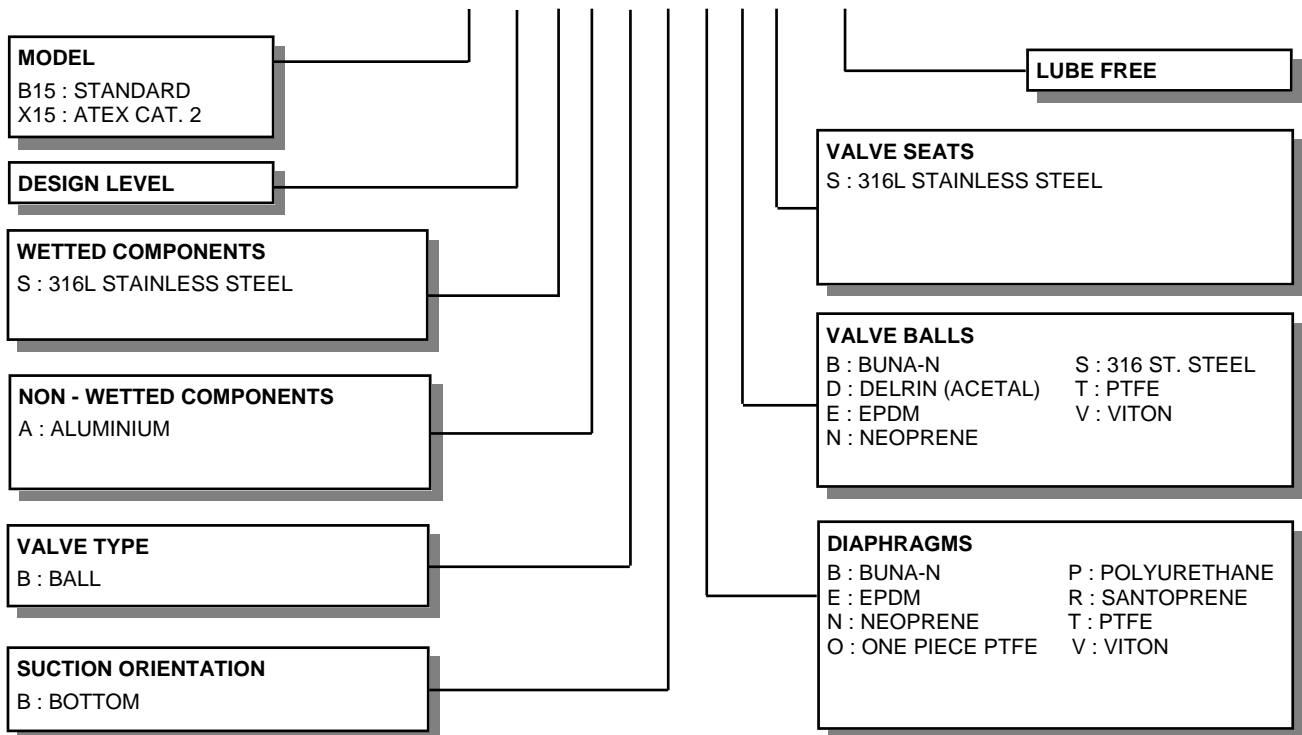 MODEL
B15 : STANDARD
X15 : ATEX CAT. 2
DESIGN LEVEL
WETTED COMPONENTS
S : 316L STAINLESS STEEL
NON - WETTED COMPONENTS
A : ALUMINIUM
VALVE TYPE
B : BALL
SUCTION ORIENTATION
B : BOTTOM
LUBE FREE
VALVE SEATS
S : 316L STAINLESS STEEL
VALVE BALLS
B : BUNA-N S : 316 ST. STEEL
D : DELRIN (ACETAL) T : PTFE
E : EPDM V : VITON
N : NEOPRENE
DIAPHRAGMS
B : BUNA-N P : POLYURETHANE
E : EPDM R : SANTOPRENE
N : NEOPRENE T : PTFE
O : ONE PIECE PTFE V : VITON